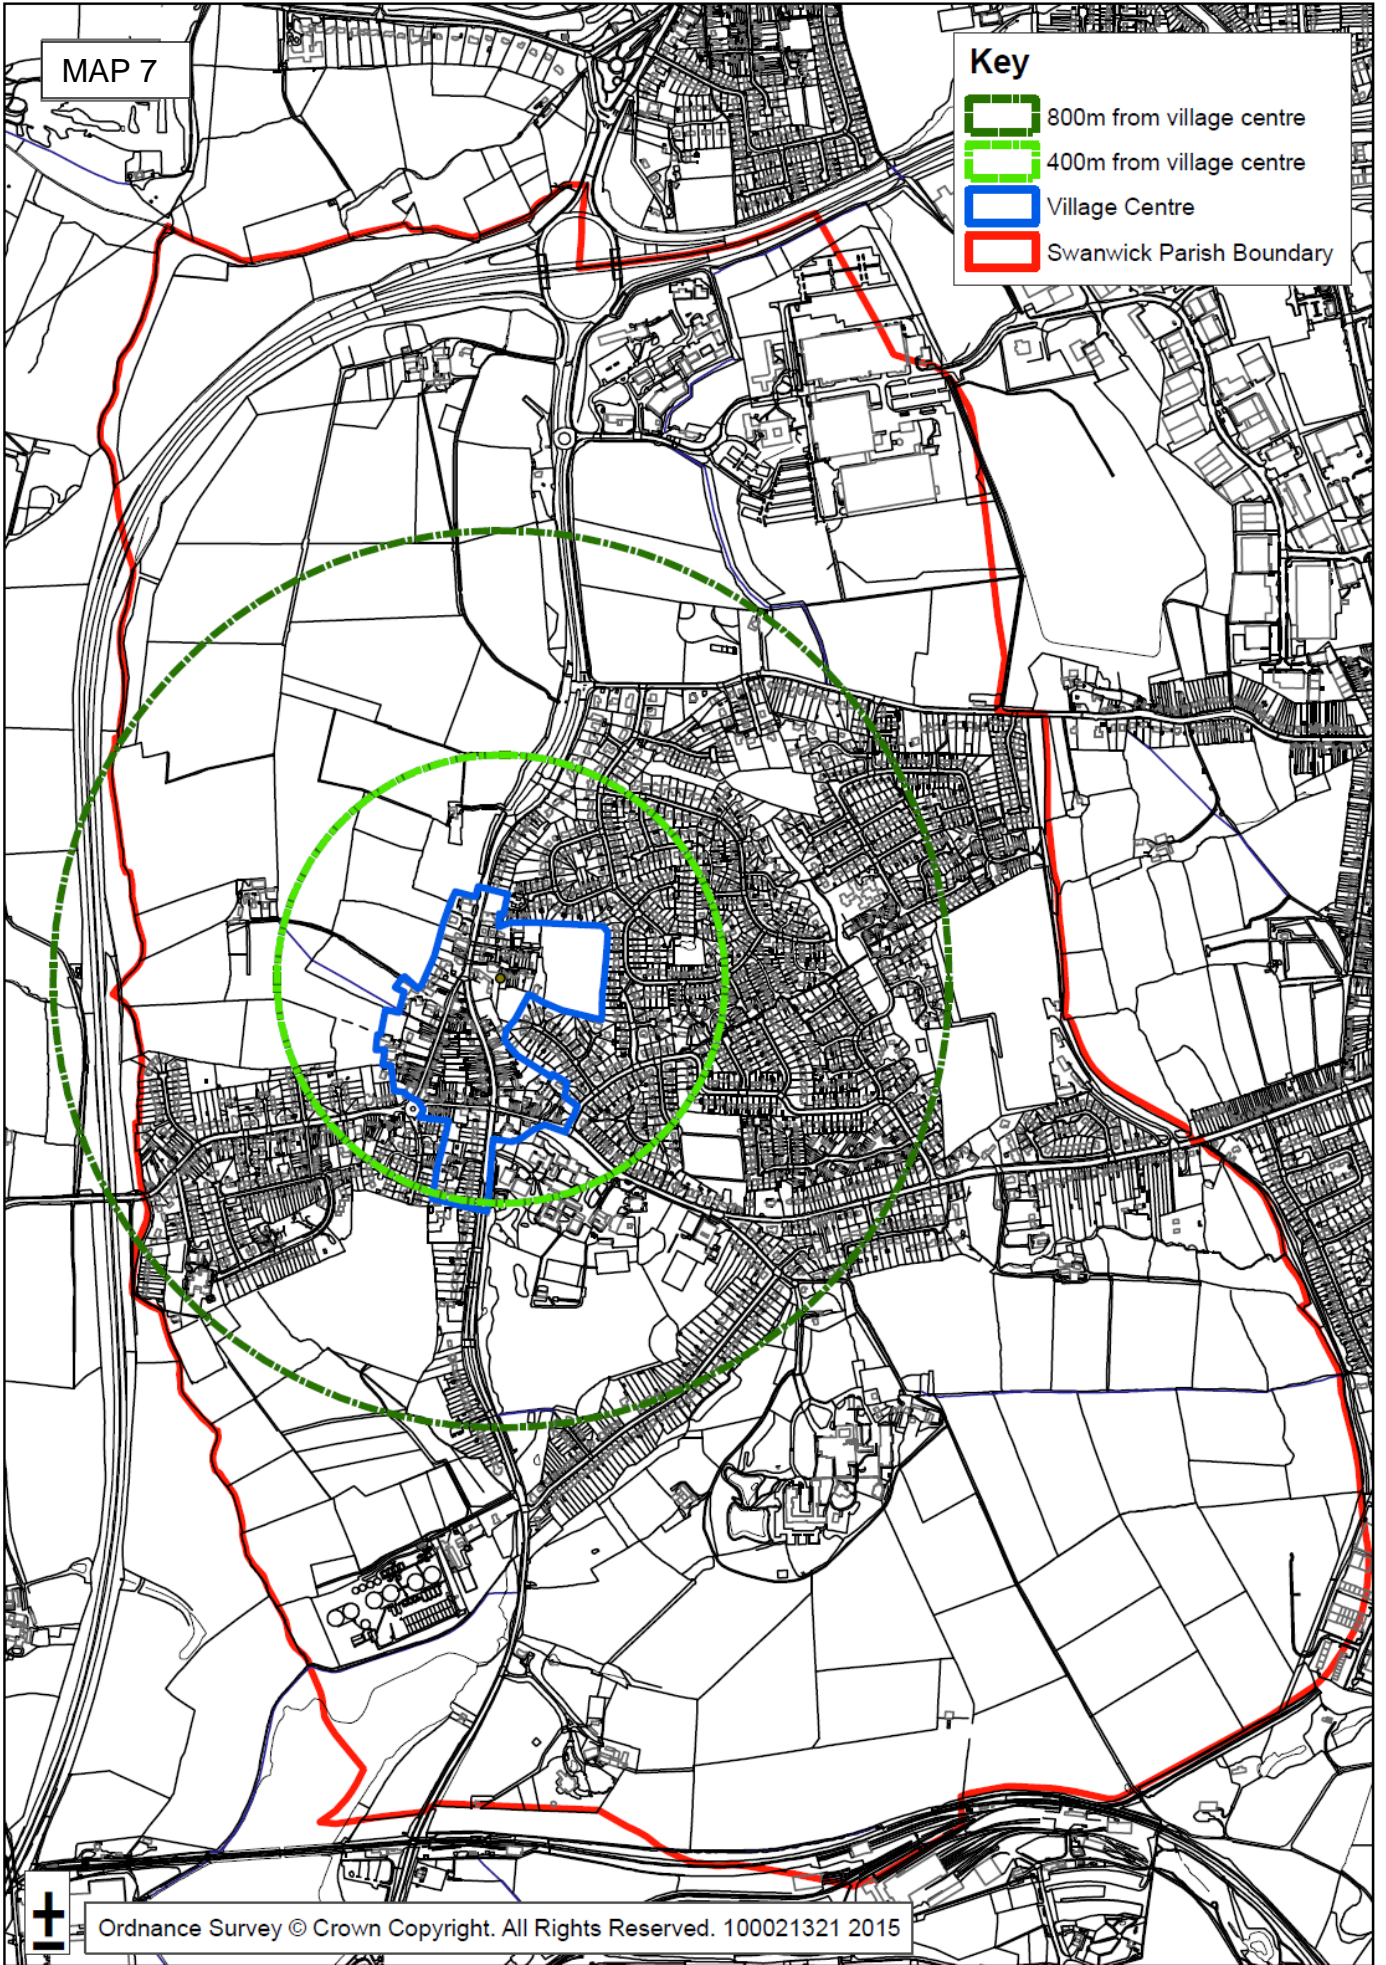 MAP 7
Key
800m from village centre
400m from village centre
Village Centre
Swanwick Parish Boundary
Ordnance Survey © Crown Copyright. All Rights Reserved. 100021321 2015